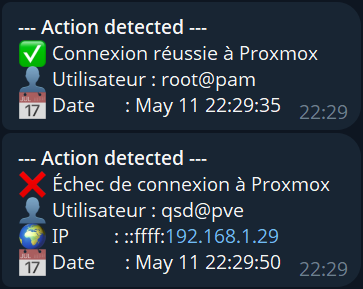 --- Action detected ---
✅ Connexion réussie à Proxmox
👤 Utilisateur : root@pam
📅 Date : May 11 22:29:35 22:29
--- Action detected ---
❌ Échec de connexion à Proxmox
👤 Utilisateur : qsd@pve
🌍 IP : ::ffff:192.168.1.29
📅 Date : May 11 22:29:50 22:29